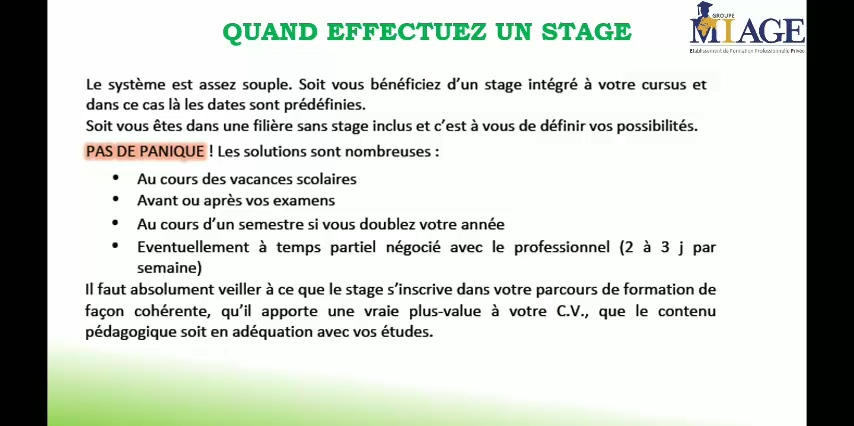 QUAND EFFECTUEZ UN STAGE
GROUPE
MIAGE
Etablissement de Formation Professionnelle Privée
Le système est assez souple. Soit vous bénéficiez d'un stage intégré à votre cursus et
dans ce cas là les dates sont prédéfinies.
Soit vous êtes dans une filière sans stage inclus et c'est à vous de définir vos possibilités.
PAS DE PANIQUE ! Les solutions sont nombreuses :
• Au cours des vacances scolaires
• Avant ou après vos examens
• Au cours d'un semestre si vous doublez votre année
• Eventuellement à temps partiel négocié avec le professionnel (2 à 3 j par
semaine)
Il faut absolument veiller à ce que le stage s'inscrive dans votre parcours de formation de
façon cohérente, qu'il apporte une vraie plus-value à votre C.V., que le contenu
pédagogique soit en adéquation avec vos études.